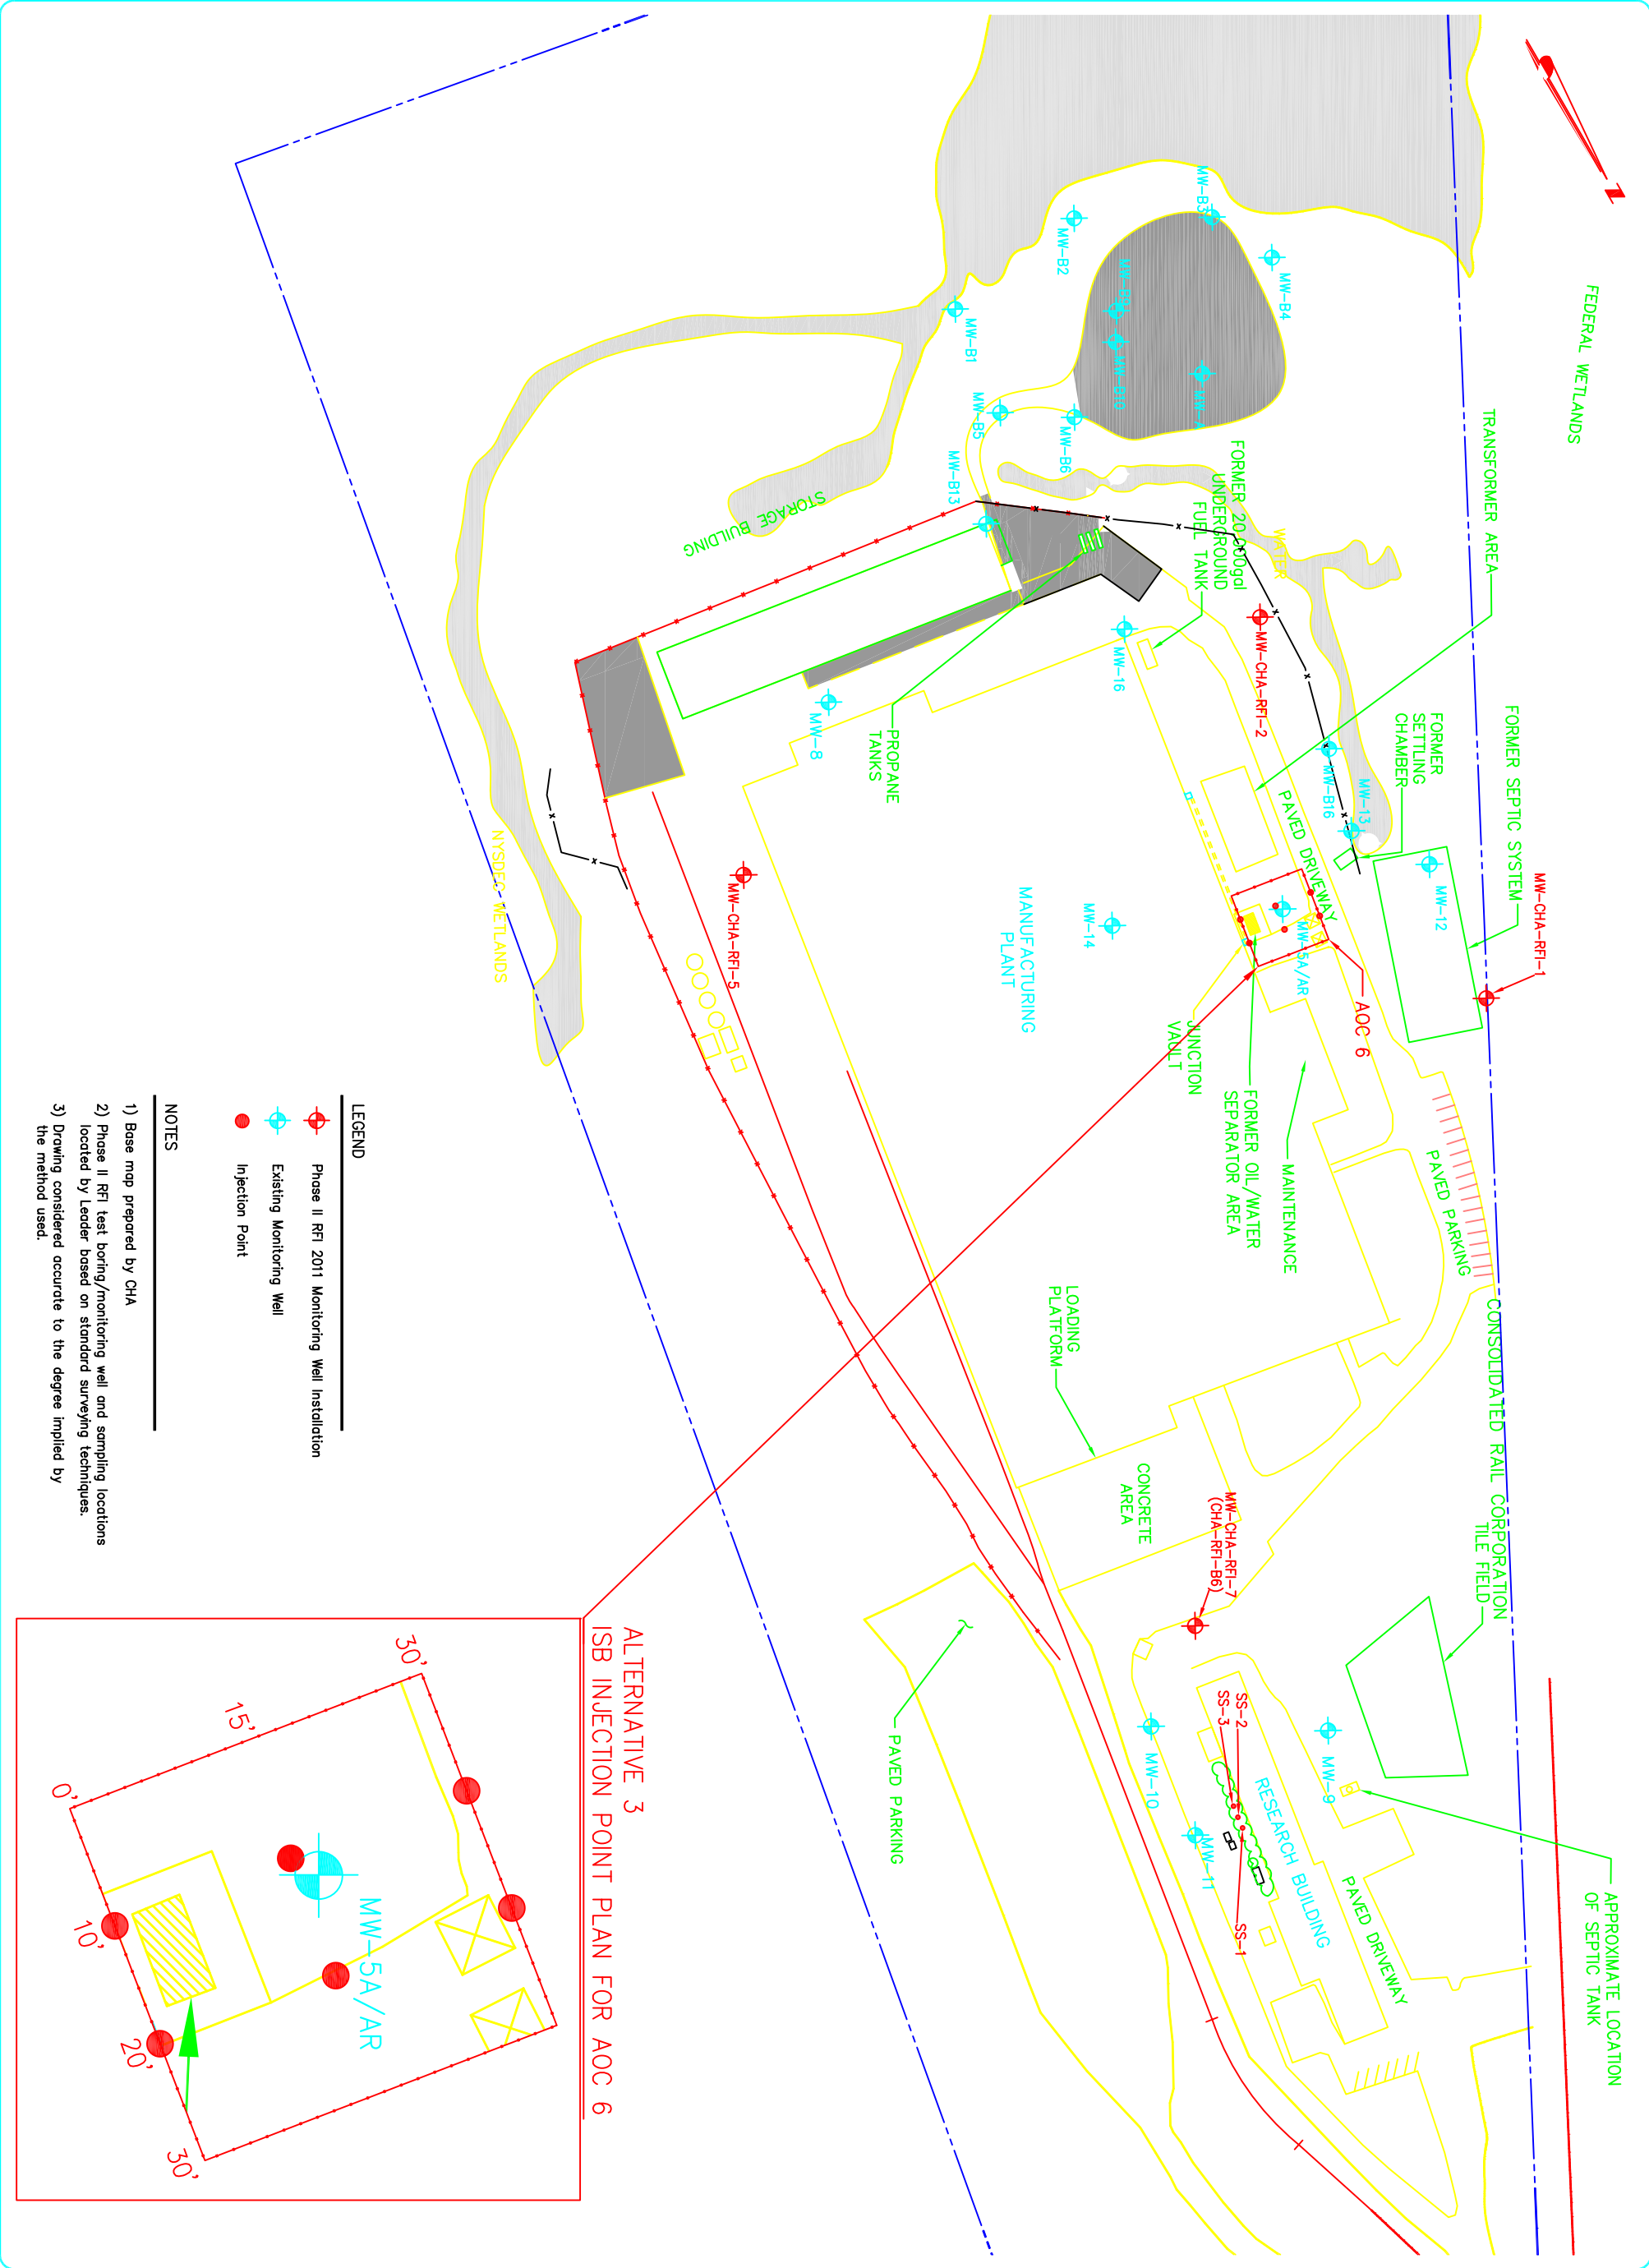 N
FEDERAL WETLANDS
TRANSFORMER AREA
FORMER SEPTIC SYSTEM
MW-CHA-RFI-1
CONSOLIDATED RAIL CORPORATION
TILE FIELD
APPROXIMATE LOCATION
OF SEPTIC TANK
MW-B3
MW-B4
MW-B2
MW-B10
MW-A
MW-B1
MW-B5
MW-B6
MW-B13
FORMER 20,000gal
UNDERGROUND
FUEL TANK
WATER
MW-CHA-RFI-2
MW-16
FORMER
SETTLING
CHAMBER
MW-B16
MW-13
MW-12
PAVED DRIVEWAY
MW-5A/AR
AOC 6
STORAGE BUILDING
MW-8
PROPANE
TANKS
MW-14
MANUFACTURING
PLANT
JUNCTION
VAULT
FORMER OIL/WATER
SEPARATOR AREA
MAINTENANCE
PAVED PARKING
MW-CHA-RFI-5
NYSDEC WETLANDS
LOADING
PLATFORM
CONCRETE
AREA
MW-CHA-RFI-7
(CHA-RFI-B6)
PAVED PARKING
MW-10
MW-11
MW-9
SS-2
SS-3
SS-1
RESEARCH BUILDING
PAVED DRIVEWAY
LEGEND
Phase II RFI 2011 Monitoring Well Installation
Existing Monitoring Well
Injection Point
NOTES
1) Base map prepared by CHA
2) Phase II RFI test boring/monitoring well and sampling locations
located by Leader based on standard surveying techniques.
3) Drawing considered accurate to the degree implied by
the method used.
ALTERNATIVE 3
ISB INJECTION POINT PLAN FOR AOC 6
30'
15'
0'
10'
20'
30'
MW-5A/AR